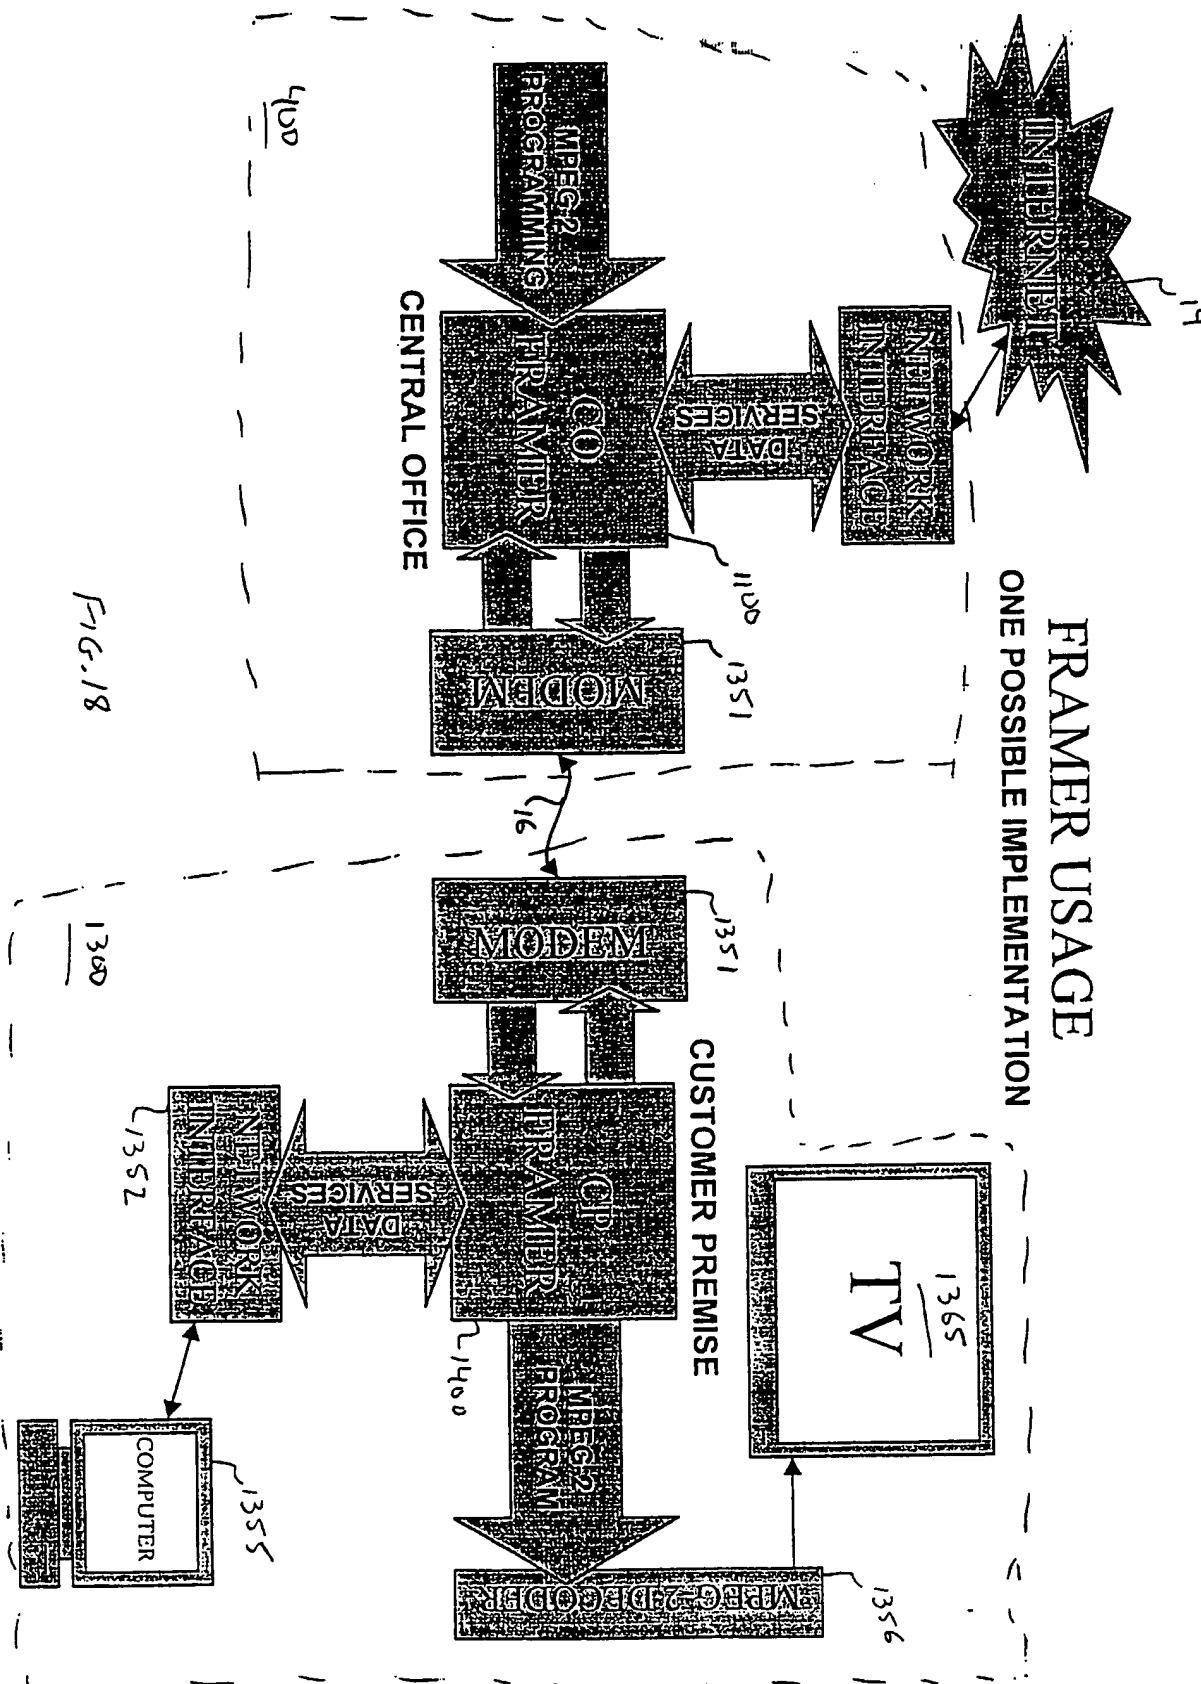 FRAMER USAGE
ONE POSSIBLE IMPLEMENTATION
INTERNET
14
NETWORK
INTERFACE
DATA
SERVICES
MPEG 2
PROGRAMMING
CO
FRAMER
1100
CENTRAL OFFICE
MODEM
1351
400
16
CUSTOMER PREMISE
MODEM
1351
CP
FRAMER
1400
DATA
SERVICES
NETWORK
INTERFACE
1352
MPEG 2
PROGRAM
MPEG-2 DECODER
1356
1365
TV
COMPUTER
1355
1300
FIG. 18